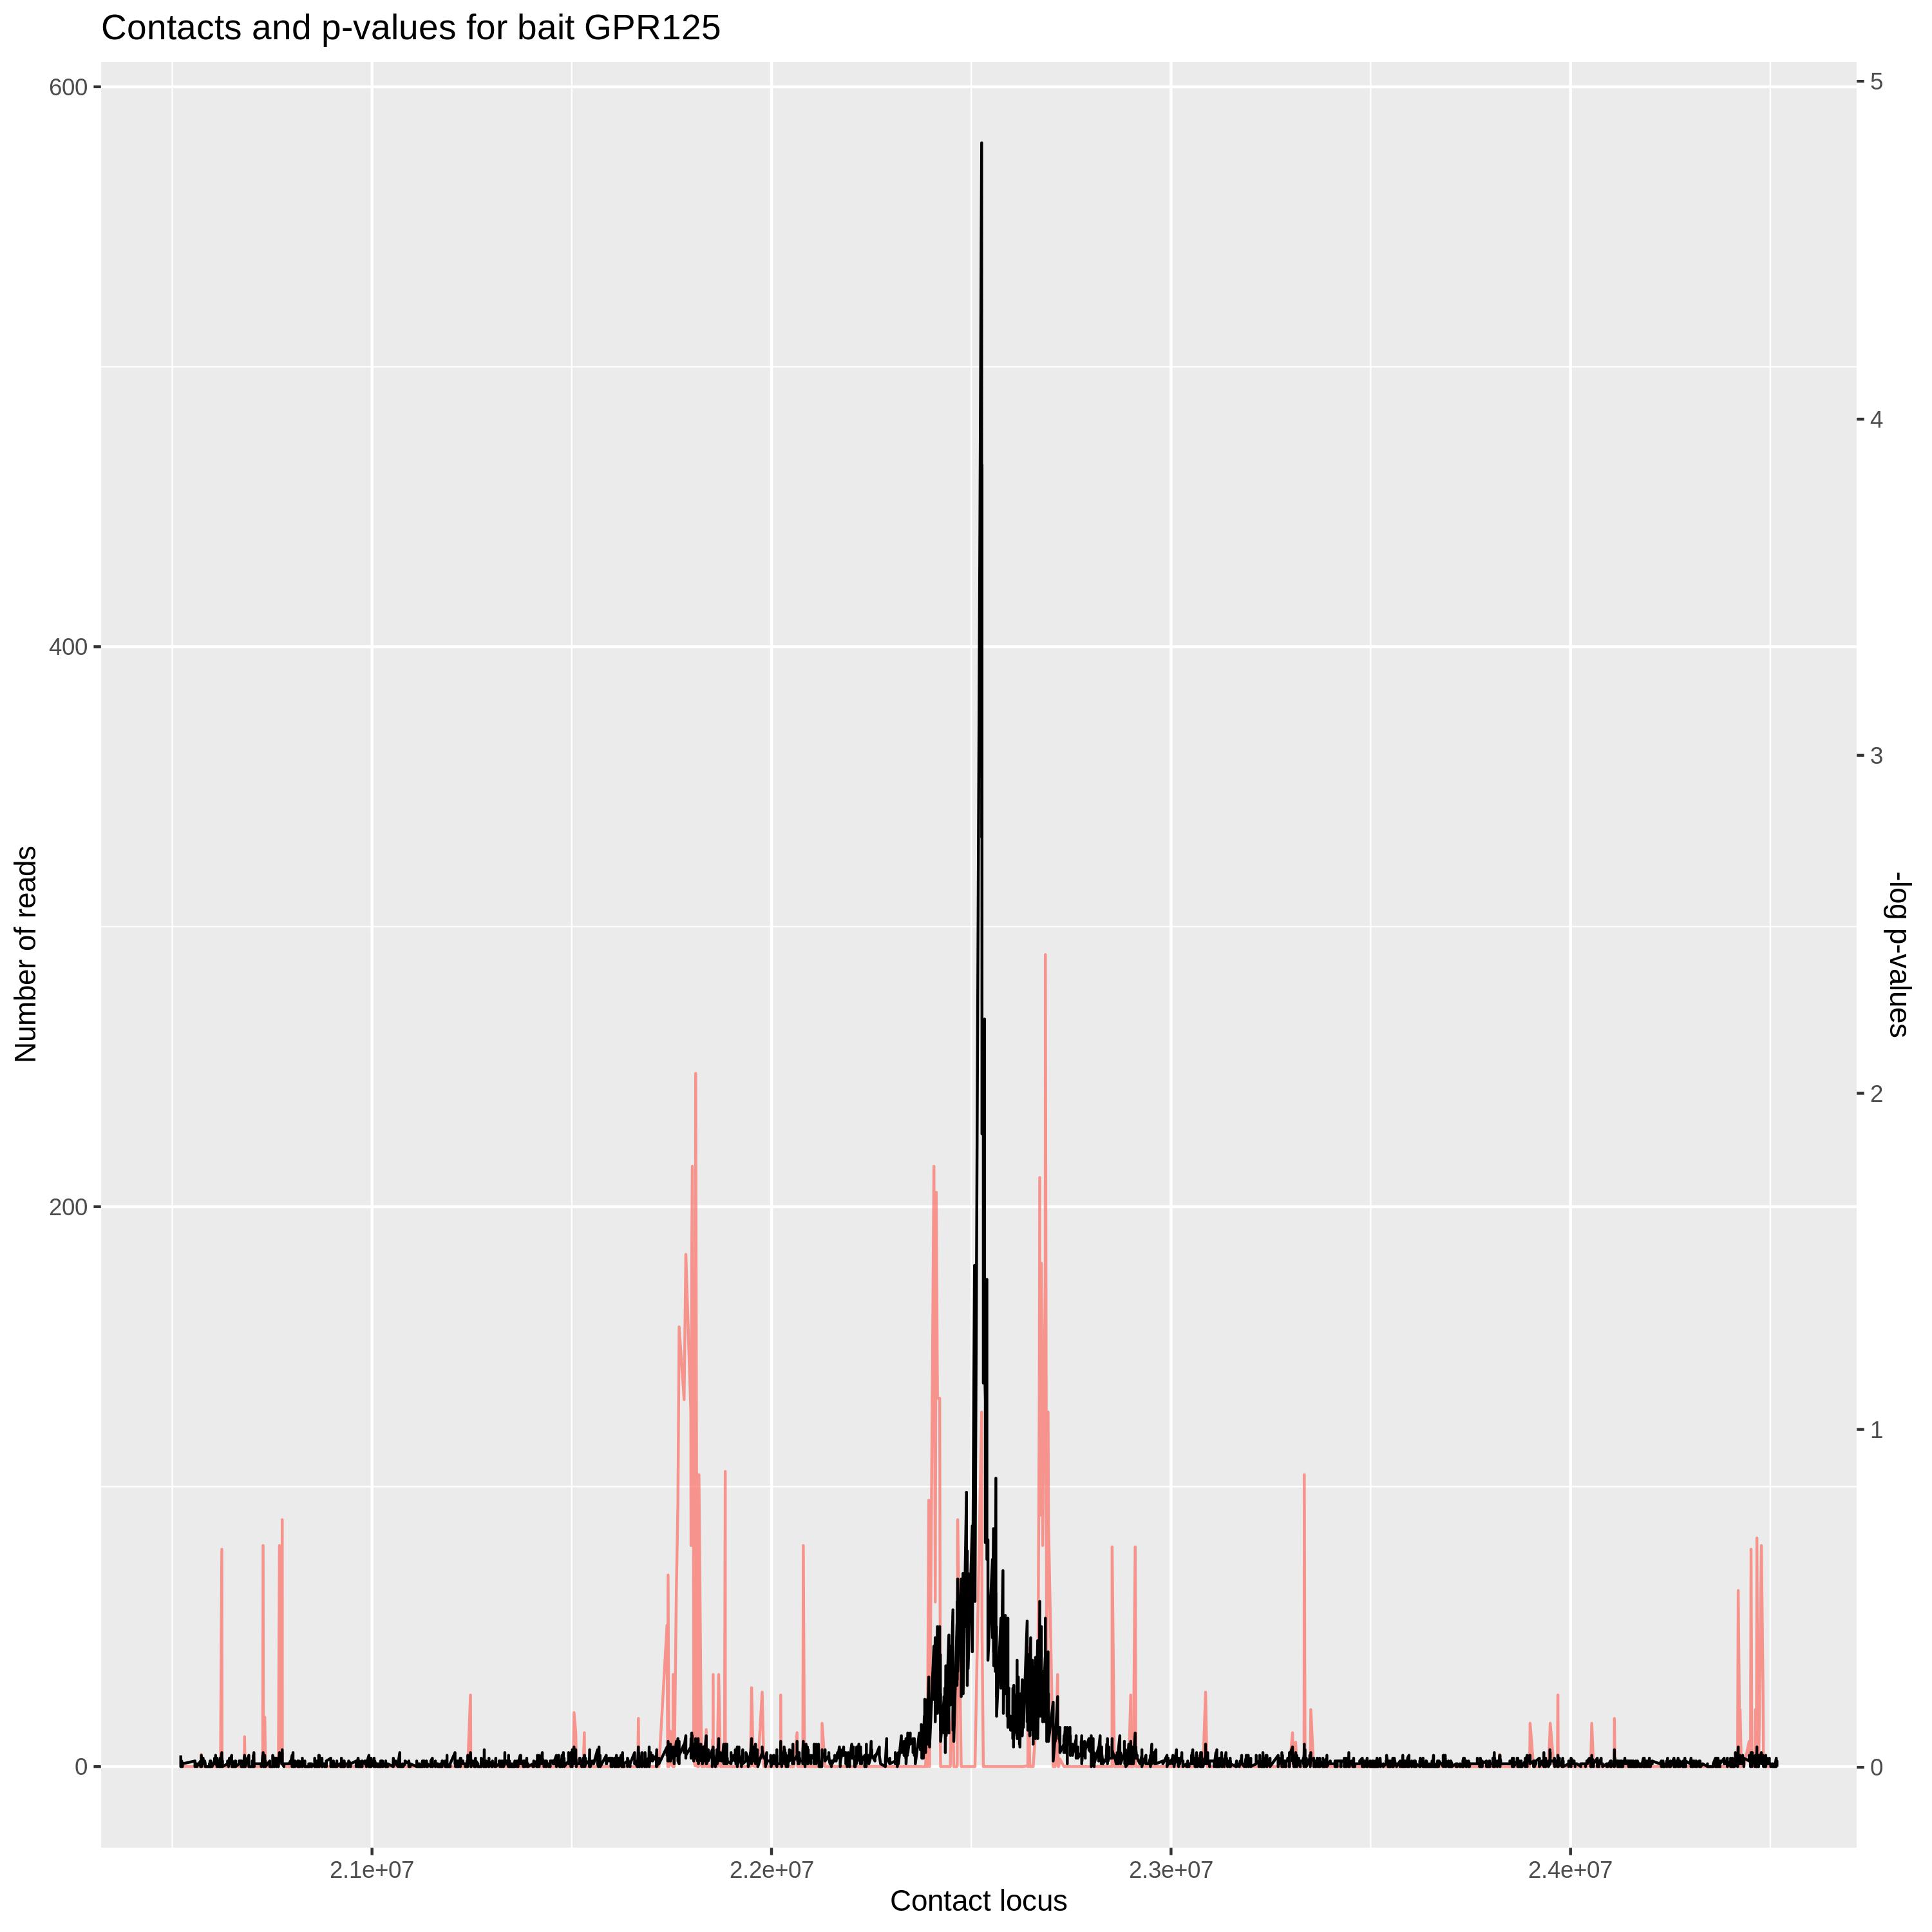 Contacts and p-values for bait GPR125
600
400
200
0
Number of reads
5
4
3
2
1
0
-log p-values
2.1e+07 2.2e+07 2.3e+07 2.4e+07
Contact locus